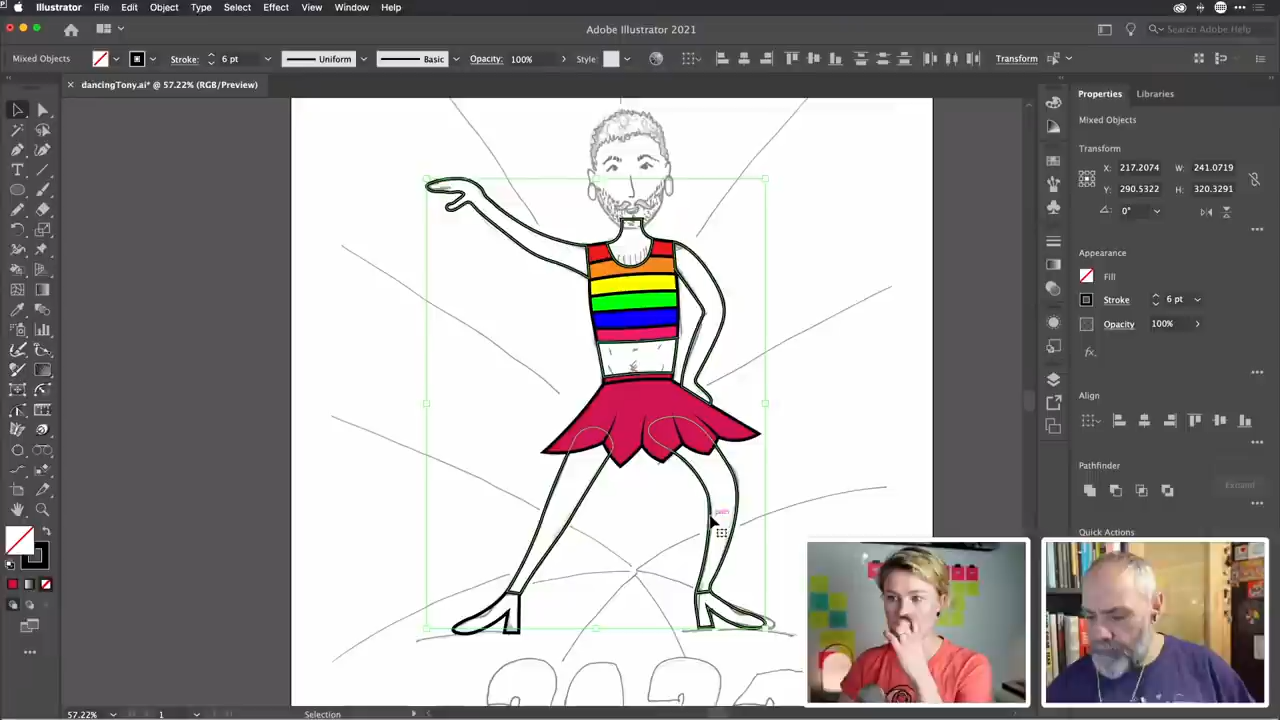 Illustrator File Edit Object Type Select Effect View Window Help
Adobe Illustrator 2021
Search Adobe Help
Mixed Objects Stroke: 6 pt Uniform Basic Opacity: 100% Style: Transform
× dancingTony.ai* @ 57.22% (RGB/Preview)
Properties Libraries
Mixed Objects
Transform
X: 217.2074 W: 241.0719
Y: 290.5322 H: 320.3291
0°
Appearance
Fill
Stroke 6 pt
Opacity 100%
fx.
Align
Pathfinder
Expand
Quick Actions
path
57.22% 1 Selection